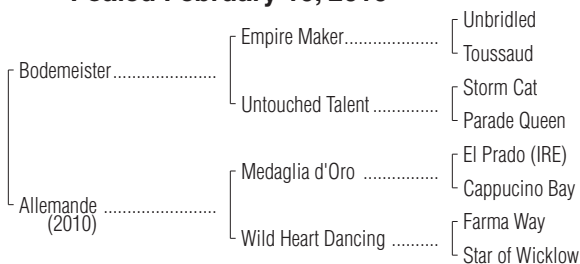 Foaled February
Unbridled
Empire Maker....................
Toussaud
Bodemeister......................
Storm Cat
Untouched Talent..............
Parade Queen
El Prado (IRE)
Medaglia d'Oro ................
Cappucino Bay
Allemande ........................
(2010)
Farma Way
Wild Heart Dancing ..........
Star of Wicklow